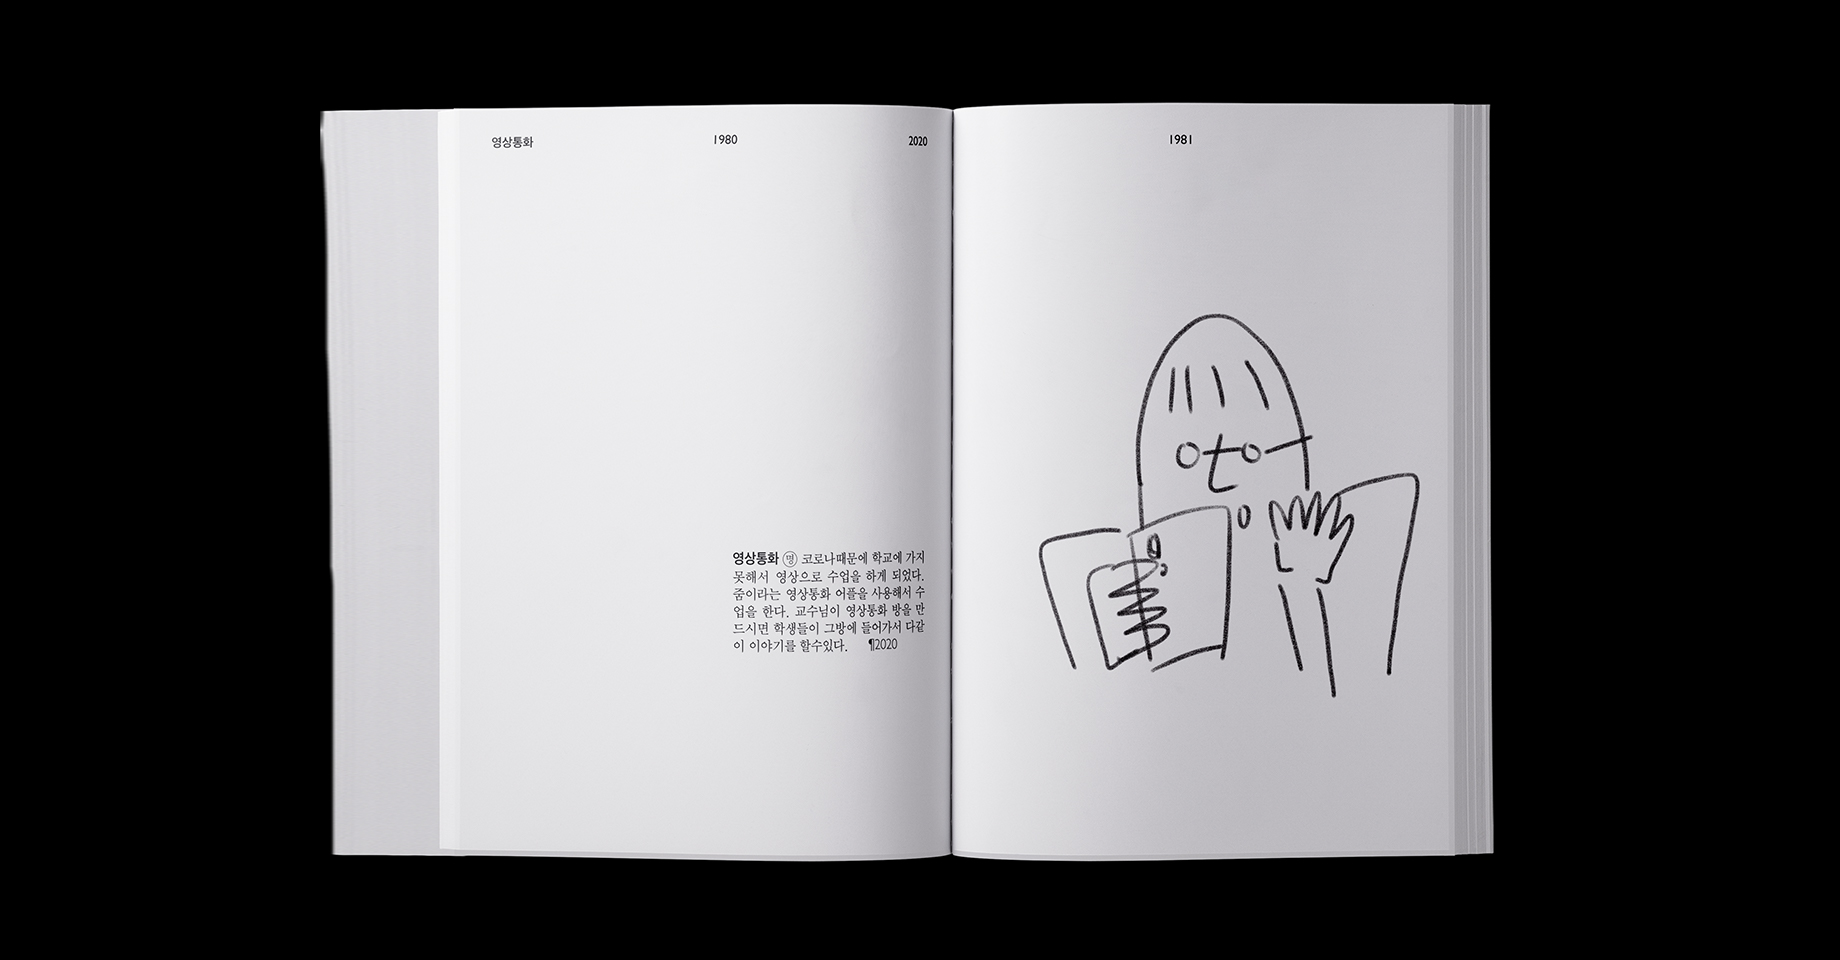 영상통화 1980 2020 1981
영상통화 명 코로나때문에 학교에 가지
못해서 영상으로 수업을 하게 되었다.
줌이라는 영상통화 어플을 사용해서 수
업을 한다. 교수님이 영상통화 방을 만
드시면 학생들이 그방에 들어가서 다같
이 이야기를 할수있다. ¶2020